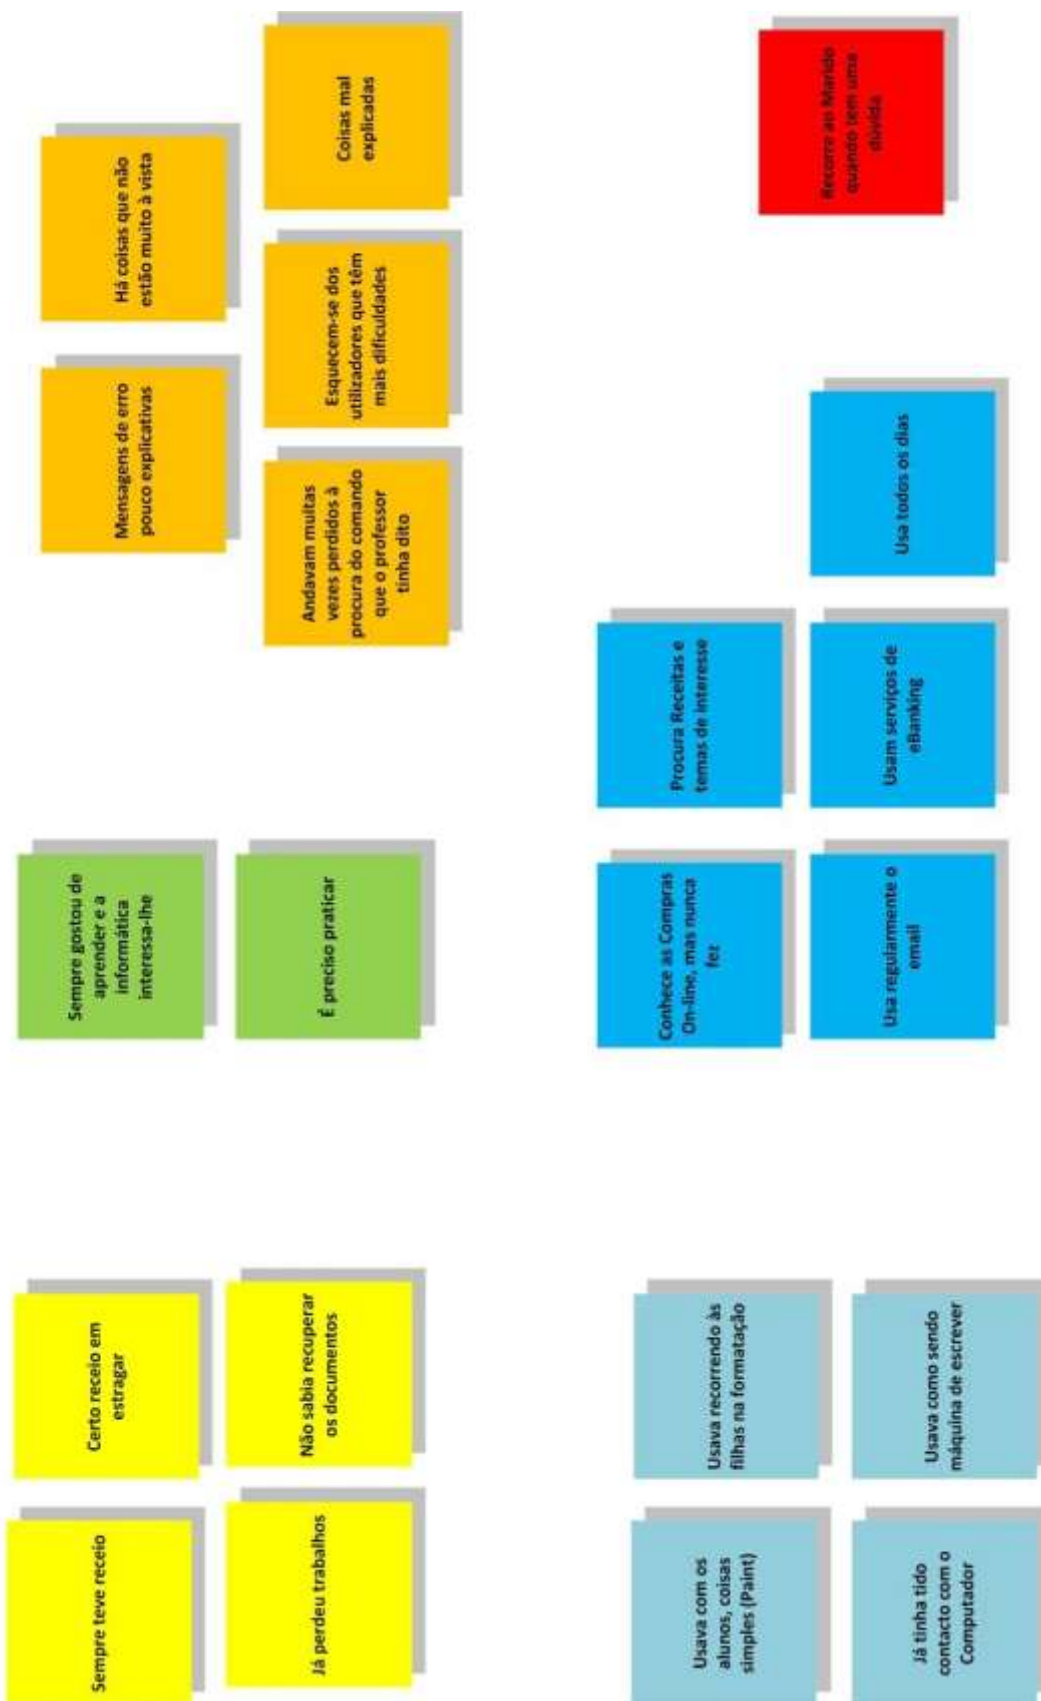 Sempre teve receio
Certo receio em
estragar
Já perdeu trabalhos
Não sabia recuperar
os documentos
Sempre gostou de
aprender e a
informática
interessa-lhe
É preciso praticar
Mensagens de erro
pouco explicativas
Há coisas que não
estão muito à vista
Andavam muitas
vezes perdidos à
procura do comando
que o professor
tinha dito
Esquecem-se dos
utilizadores que têm
mais dificuldades
Coisas mal
explicadas
Usava com os
alunos, coisas
simples (Paint)
Usava recorrendo às
filhas na formatação
Já tinha tido
contacto com o
Computador
Usava como sendo
máquina de escrever
Conhece as Compras
On-line, mas nunca
fez
Procura Receitas e
temas de interesse
Usa regularmente o
email
Usam serviços de
eBanking
Usa todos os dias
Recorre ao Marido
quando tem uma
dúvida